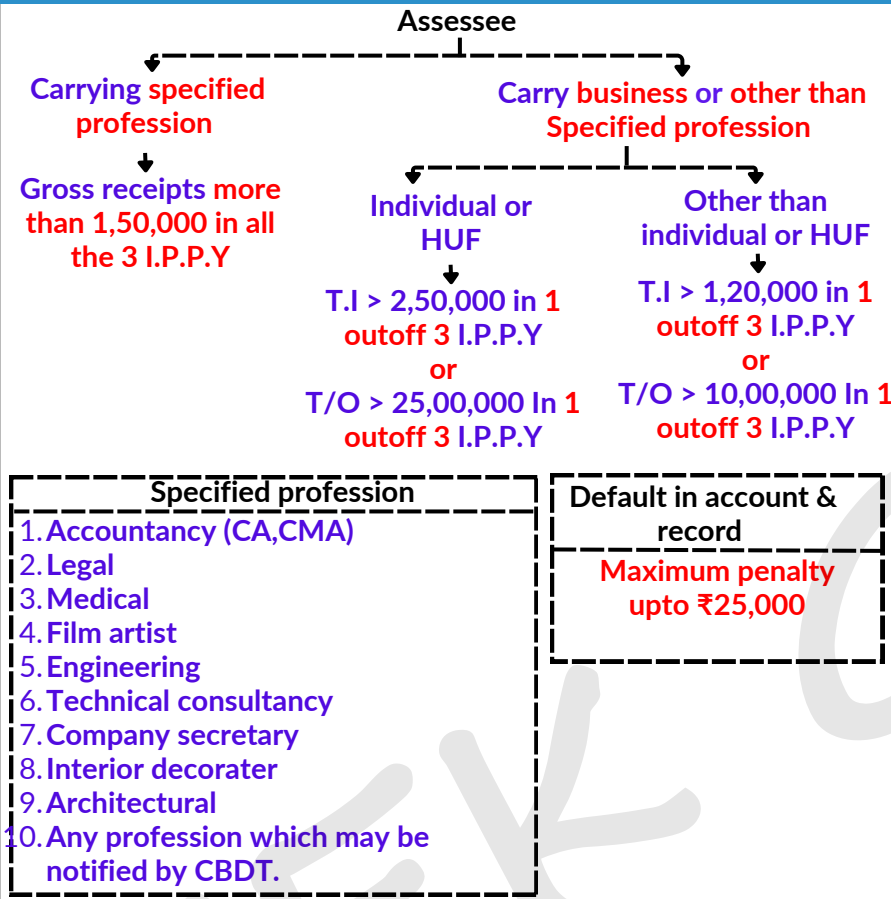 Assessee
Carrying specified
profession
Gross receipts more
than 1,50,000 in all
the 3 I.P.P.Y
Carry business or other than
Specified profession
Individual or
HUF
T.I > 2,50,000 in 1
outoff 3 I.P.P.Y
or
T/O > 25,00,000 In 1
outoff 3 I.P.P.Y
Other than
individual or HUF
T.I > 1,20,000 in 1
outoff 3 I.P.P.Y
or
T/O > 10,00,000 In 1
outoff 3 I.P.P.Y
Specified profession
1. Accountancy (CA,CMA)
2. Legal
3. Medical
4. Film artist
5. Engineering
6. Technical consultancy
7. Company secretary
8. Interior decorater
9. Architectural
10. Any profession which may be
notified by CBDT.
Default in account &
record
Maximum penalty
upto ₹25,000